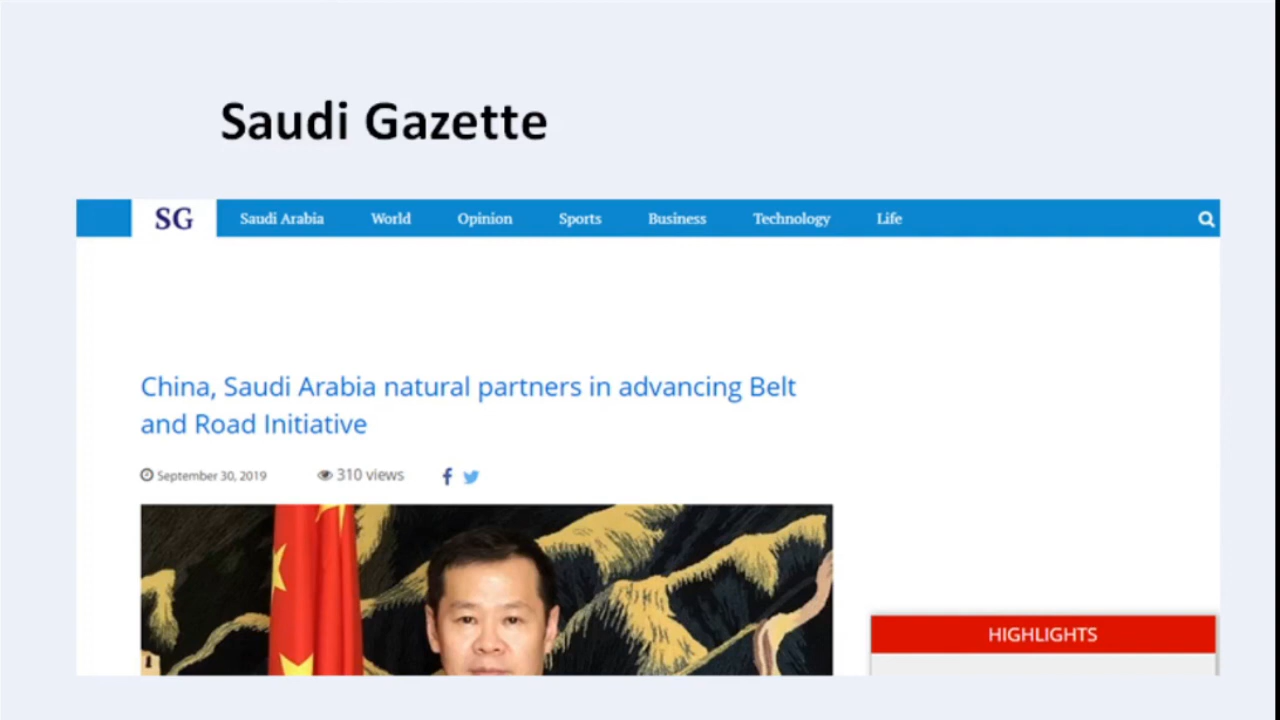 Saudi Gazette
SG Saudi Arabia World Opinion Sports Business Technology Life
China, Saudi Arabia natural partners in advancing Belt
and Road Initiative
September 30, 2019 310 views
HIGHLIGHTS